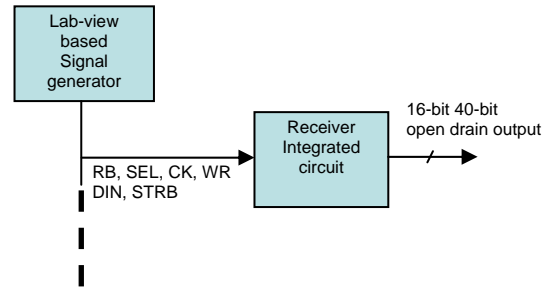 Lab-view
based
Signal
generator
Receiver
Integrated
circuit
16-bit 40-bit
open drain output
RB, SEL, CK, WR
DIN, STRB